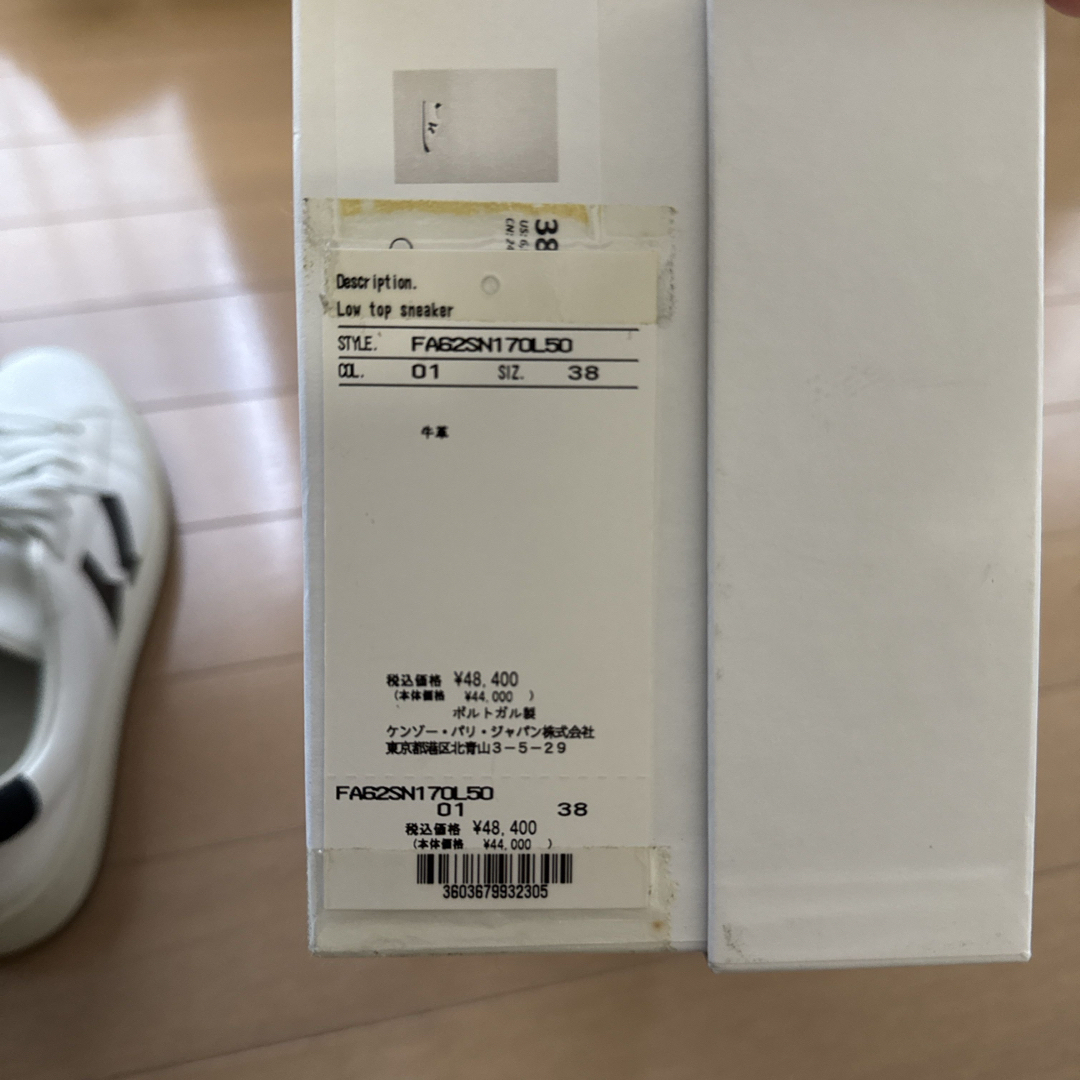 38
Description.
Low top sneaker
STYLE. FA62SN170L50
COL. 01 SIZ. 38
牛革
税込価格 ¥48,400
(本体価格 ¥44,000 )
ポルトガル製
ケンゾー・パリ・ジャパン株式会社
東京都港区北青山3-5-29
FA62SN170L50
01 38
税込価格 ¥48,400
(本体価格 ¥44,000 )
3603679932305